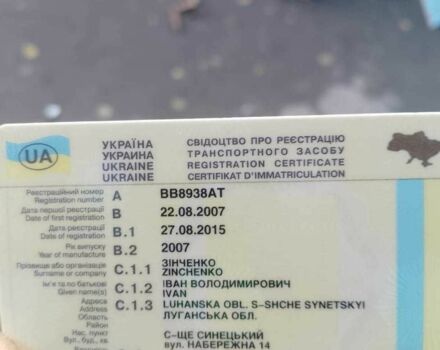 УКРАЇНА СВІДОЦТВО ПРО РЕЄСТРАЦІЮ
УКРАИНА ТРАНСПОРТНОГО ЗАСОБУ
UKRAINE REGISTRATION CERTIFICATE
UKRAINE CERTIFIKAT D'IMMATRICULATION
UA
Реєстраційний номер
Registration number A BB8938AT
Дата першої реєстрації
Date of first registration B 22.08.2007
Дата реєстрації
Date of registration B.1 27.08.2015
Рік випуску
Year of manufacture B.2 2007
Прізвище або організація C.1.1 ЗІНЧЕНКО
Surname or company ZINCHENKO
Ім'я та по батькові C.1.2 ІВАН ВОЛОДИМИРОВИЧ
Given name(s) IVAN
Адреса C.1.3 LUHANSKA OBL. S-SHCHE SYNETSKYI
Address ЛУГАНСЬКА ОБЛ.
Область
Район
Нас. пункт С-ЩЕ СИНЕЦЬКИЙ
Вул., буд., кв. вул. НАБЕРЕЖНА 14